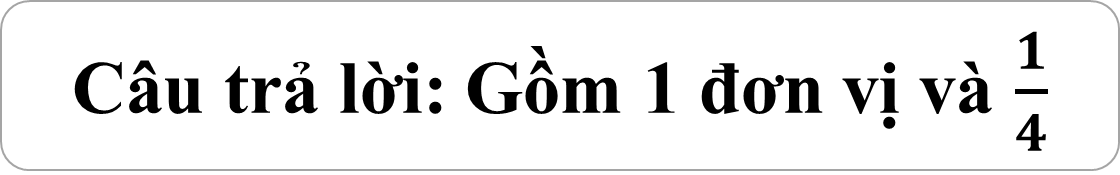 Câu trả lời: Gồm 1 đơn vị và 1/4